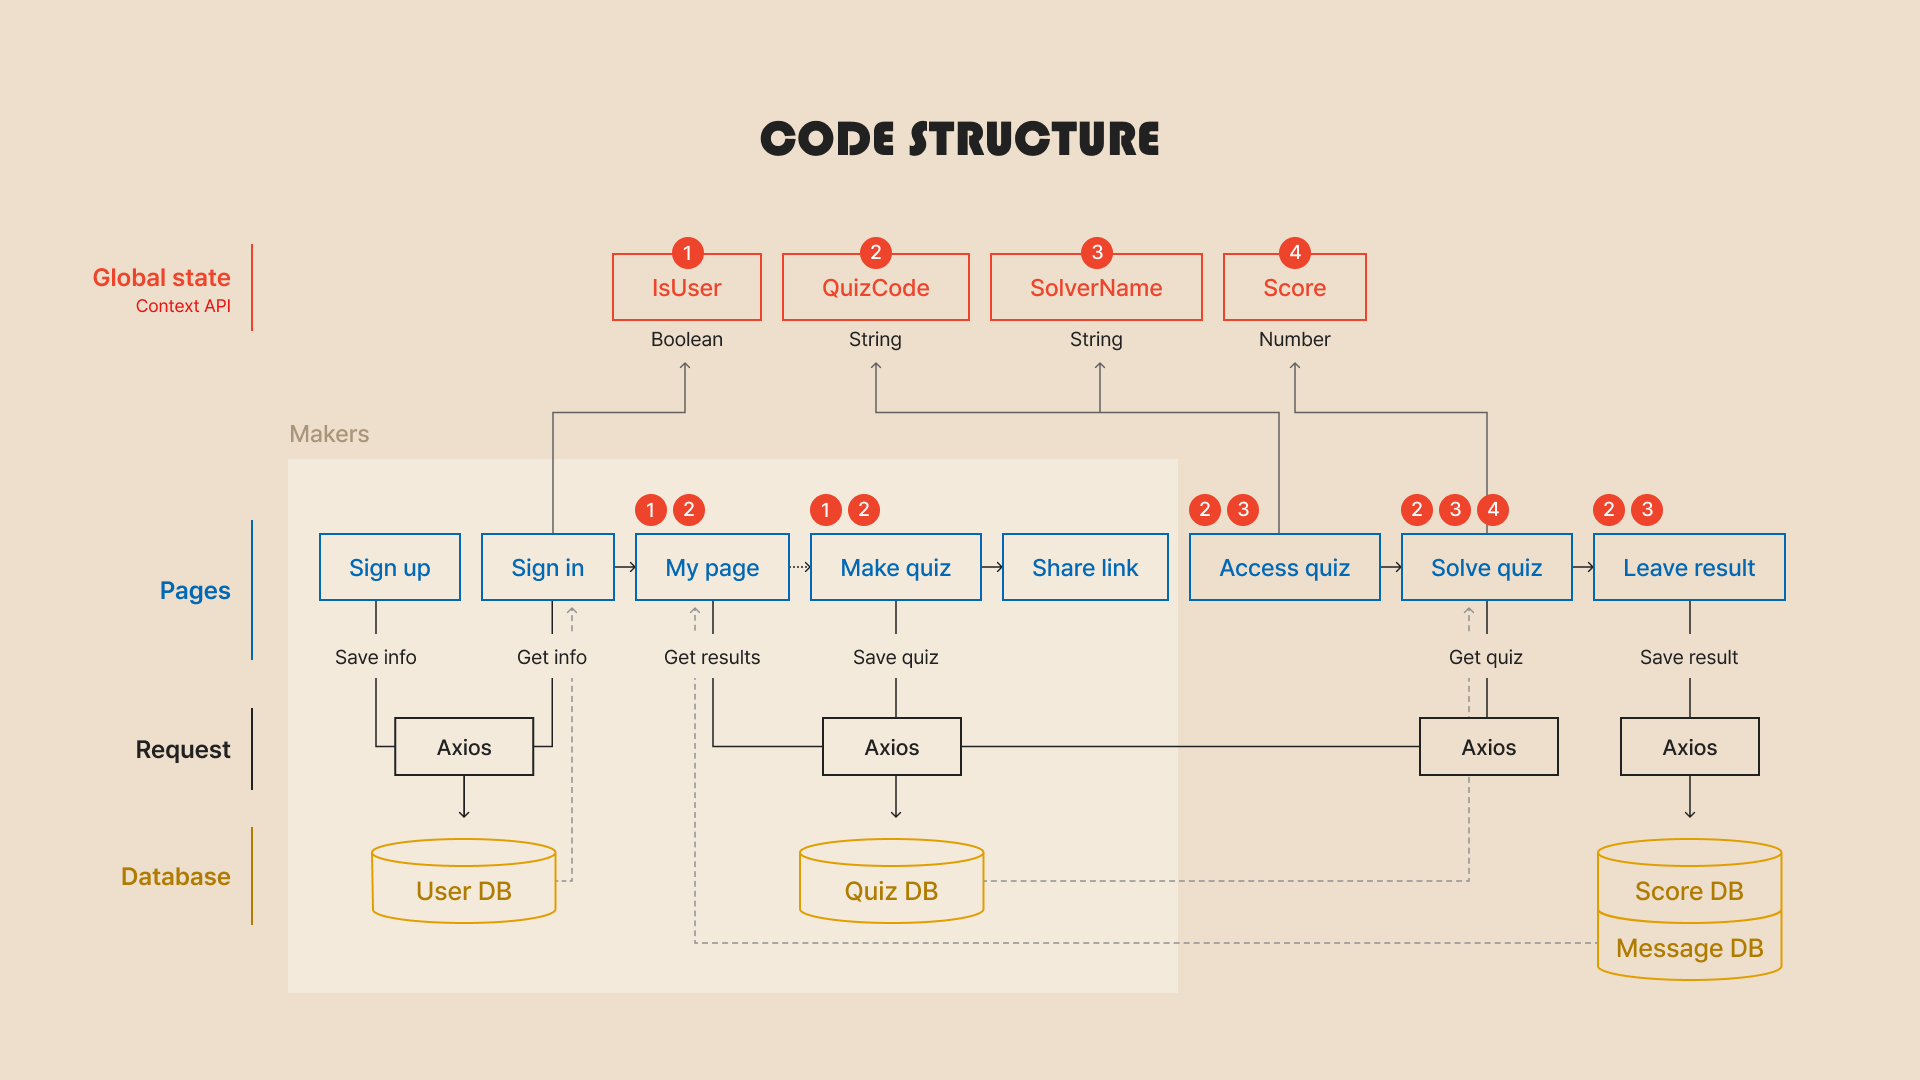 CODE STRUCTURE
Global state
Context API
1
2
3
4
IsUser
QuizCode
SolverName
Score
Boolean
String
String
Number
Makers
Pages
1 2
1 2
2 3
2 3 4
2 3
Sign up
Sign in
My page
Make quiz
Share link
Access quiz
Solve quiz
Leave result
Save info
Get info
Get results
Save quiz
Get quiz
Save result
Request
Axios
Axios
Axios
Axios
Database
User DB
Quiz DB
Score DB
Message DB